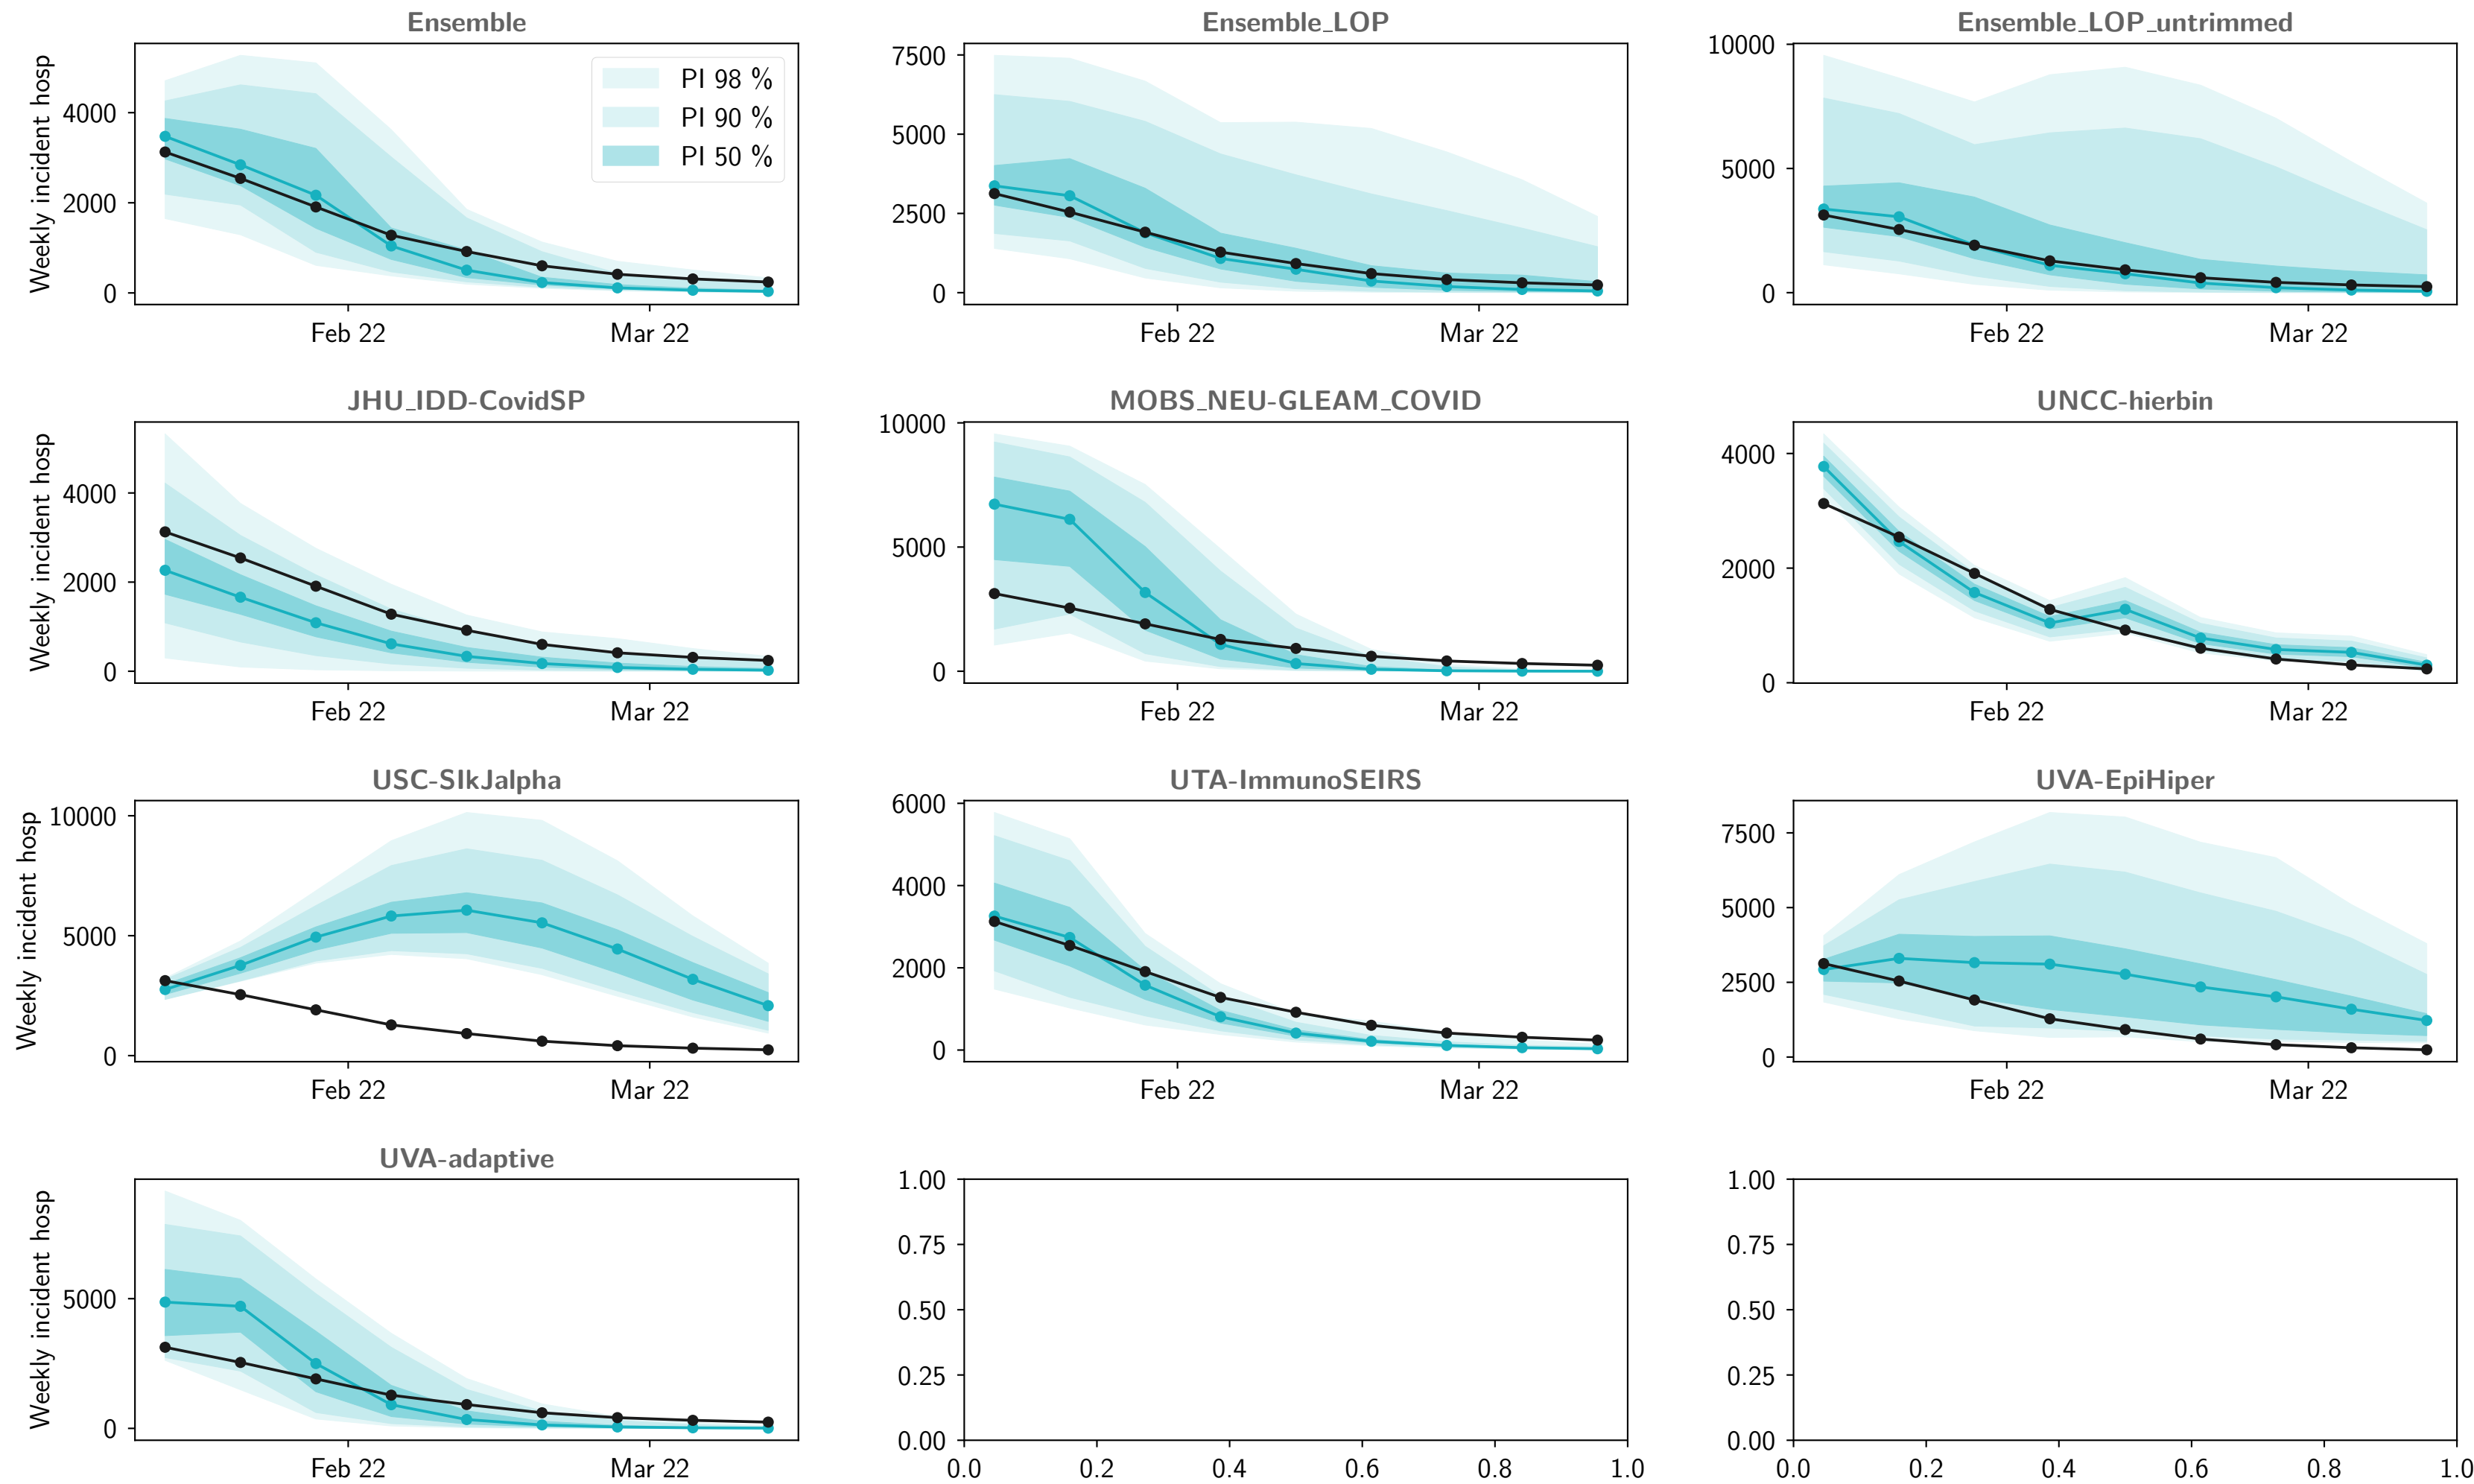 Ensemble
Ensemble_LOP
Ensemble_LOP_untrimmed
Weekly incident hosp
4000
2000
0
PI 98 %
PI 90 %
PI 50 %
Feb 22
Mar 22
7500
5000
2500
0
Feb 22
Mar 22
10000
5000
0
Feb 22
Mar 22
JHU_IDD-CovidSP
MOBS_NEU-GLEAM_COVID
UNCC-hierbin
Weekly incident hosp
4000
2000
0
Feb 22
Mar 22
10000
5000
0
Feb 22
Mar 22
4000
2000
0
Feb 22
Mar 22
USC-SIkJalpha
UTA-ImmunoSEIRS
UVA-EpiHiper
Weekly incident hosp
10000
5000
0
Feb 22
Mar 22
6000
4000
2000
0
Feb 22
Mar 22
7500
5000
2500
0
Feb 22
Mar 22
UVA-adaptive
Weekly incident hosp
5000
0
Feb 22
Mar 22
1.00
0.75
0.50
0.25
0.00
0.0 0.2 0.4 0.6 0.8 1.0
1.00
0.75
0.50
0.25
0.00
0.0 0.2 0.4 0.6 0.8 1.0